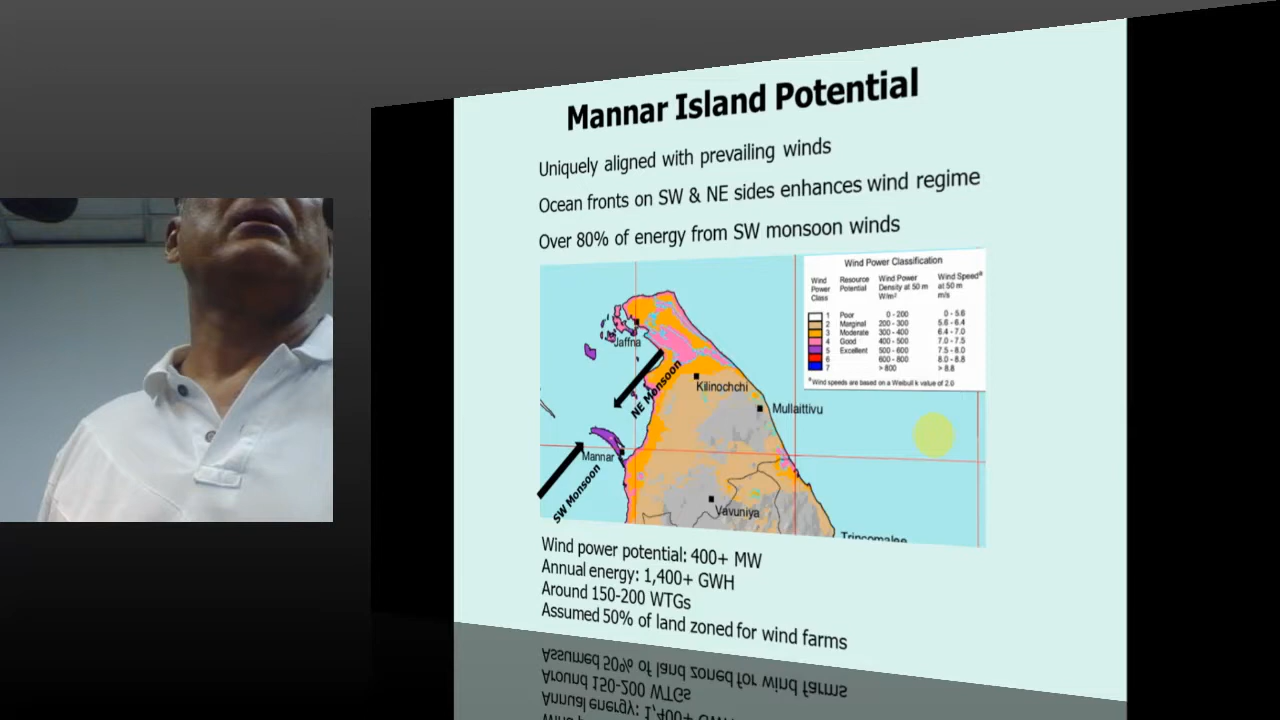 Mannar Island Potential
Uniquely aligned with prevailing winds
Ocean fronts on SW & NE sides enhances wind regime
Over 80% of energy from SW monsoon winds
Wind Power Classification
Wind Power Class
Resource Potential
Wind Power Density at 50 m W/m²
Wind Speedª at 50 m m/s
1 Poor 0 - 200 0 - 5.6
2 Marginal 200 - 300 5.6 - 6.4
3 Moderate 300 - 400 6.4 - 7.0
4 Good 400 - 500 7.0 - 7.5
5 Excellent 500 - 600 7.5 - 8.0
6 600 - 800 8.0 - 8.8
7 > 800 > 8.8
ª Wind speeds are based on a Weibull k value of 2.0
Jaffna
NE Monsoon
Kilinochchi
Mullaittivu
Mannar
SW Monsoon
Vavuniya
Trincomalee
Wind power potential: 400+ MW
Annual energy: 1,400+ GWH
Around 150-200 WTGs
Assumed 50% of land zoned for wind farms